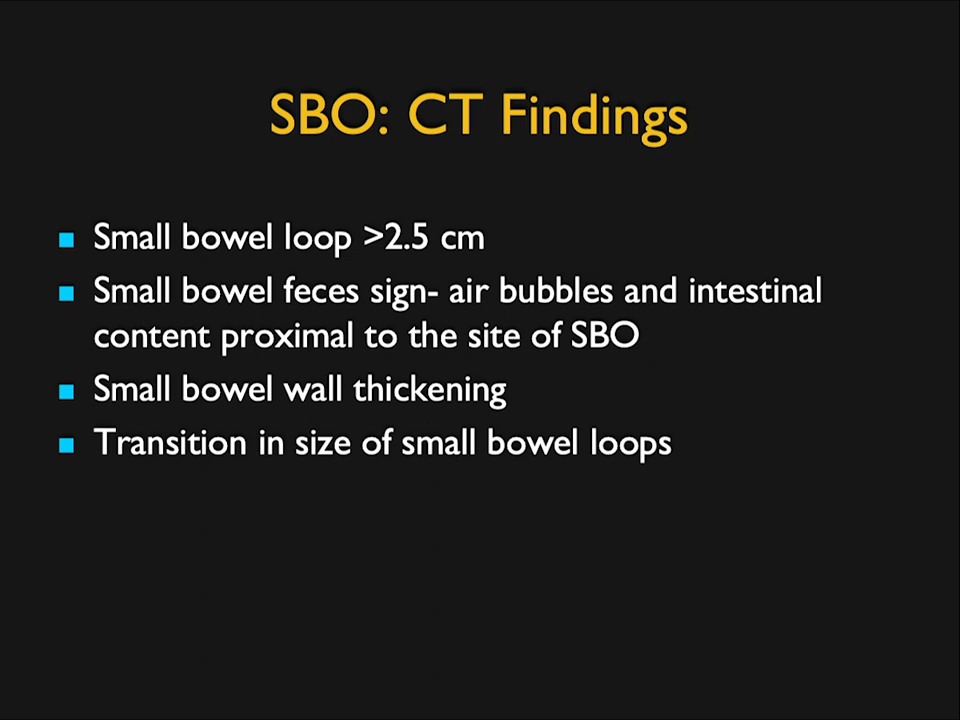 SBO: CT Findings
Small bowel loop >2.5 cm
Small bowel feces sign- air bubbles and intestinal
content proximal to the site of SBO
Small bowel wall thickening
Transition in size of small bowel loops